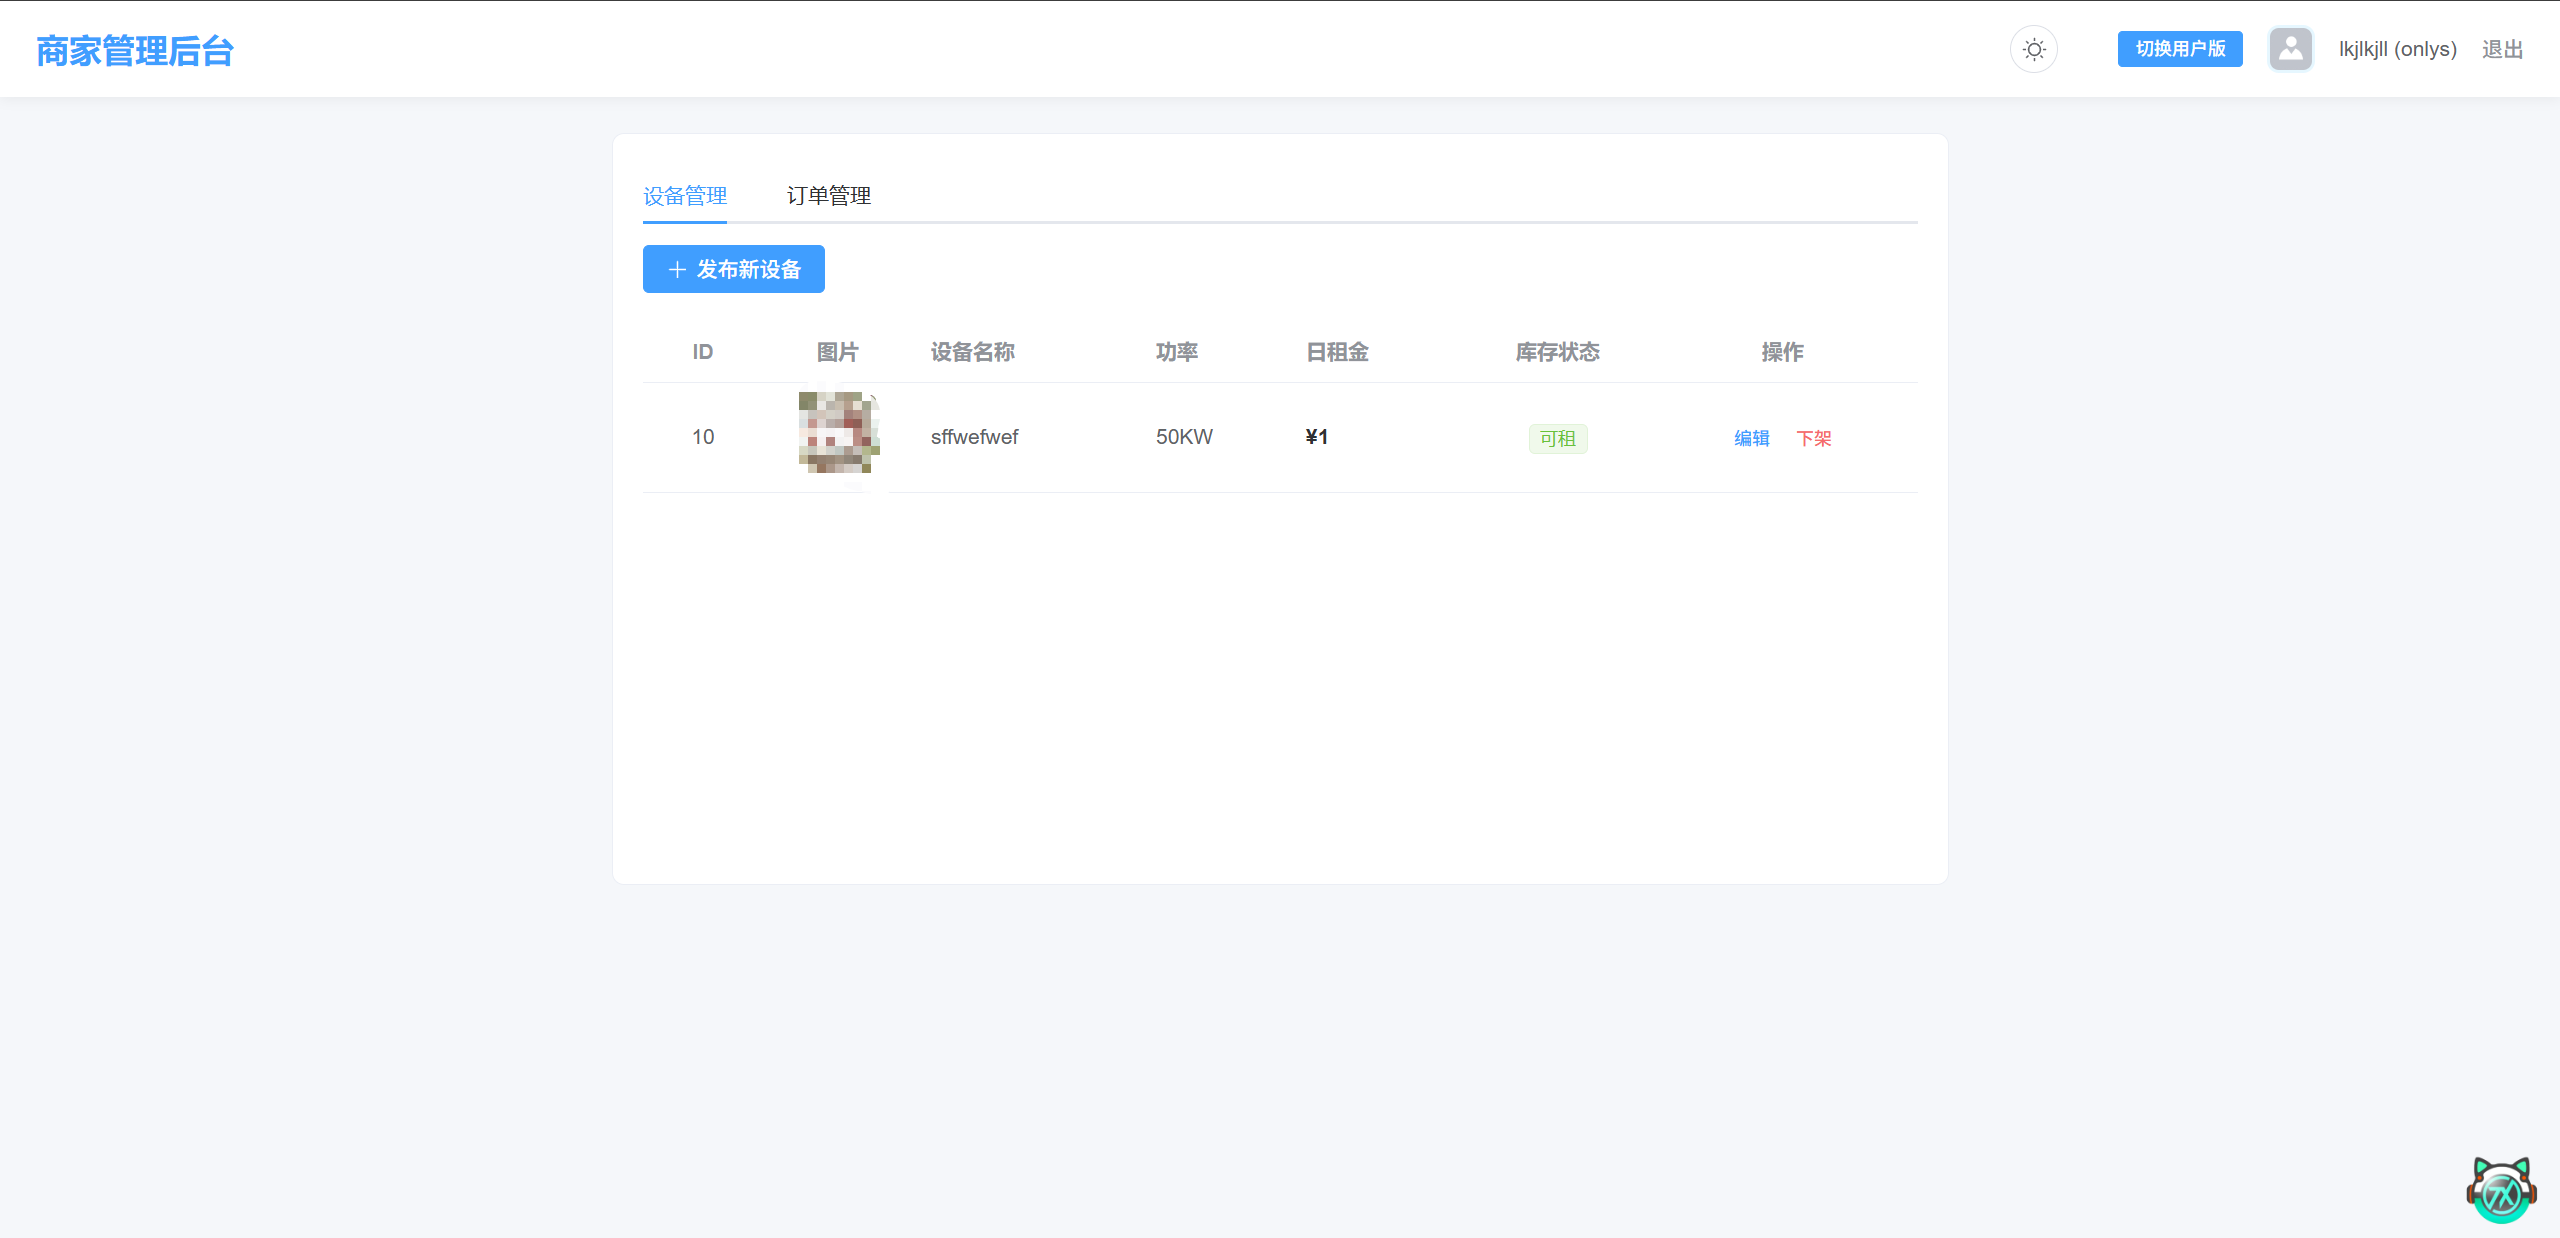 商家管理后台
切换用户版
lkjlkjll (onlys)
退出
设备管理 订单管理
发布新设备
ID 图片 设备名称 功率 日租金 库存状态 操作
10 sffwefwef 50KW ¥1 可租 编辑 下架
7X